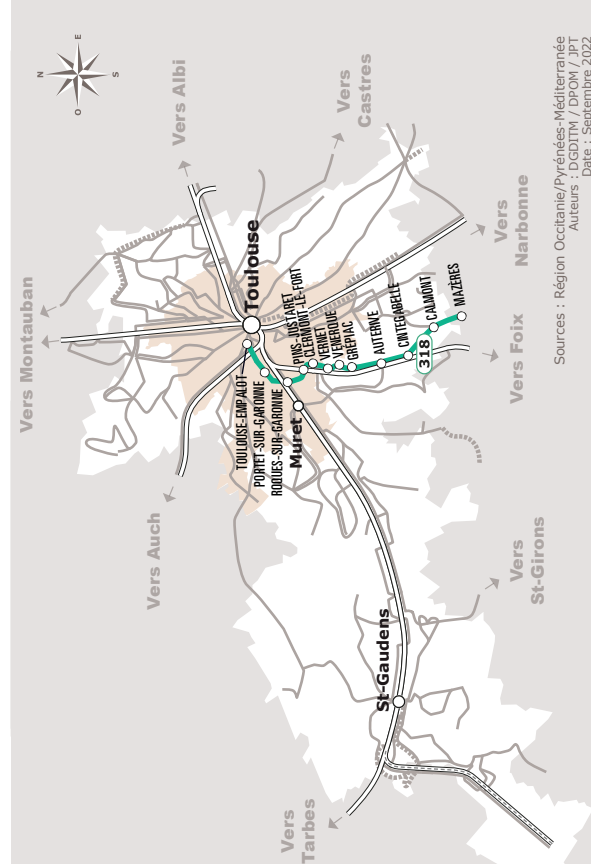 N
E
S
O
Vers Montauban
Vers Albi
Vers
Castres
Vers Auch
Toulouse
Vers
Narbonne
TOULOUSE-EMPALOT
PORTET-SUR-GARONNE
ROQUES-SUR-GARONNE
Muret
PINS-JUSTARET
CLERMONT-LE-FORT
VERNET
VENERQUE
GRÉPIAC
AUTERIVE
CINTEGABELLE
318
CALMONT
MAZÈRES
Vers Foix
St-Gaudens
Vers
St-Girons
Vers
Tarbes
Sources : Région Occitanie/Pyrénées-Méditerranée
Auteurs : DGDITM / DPOM / JPT
Date : Septembre 2022